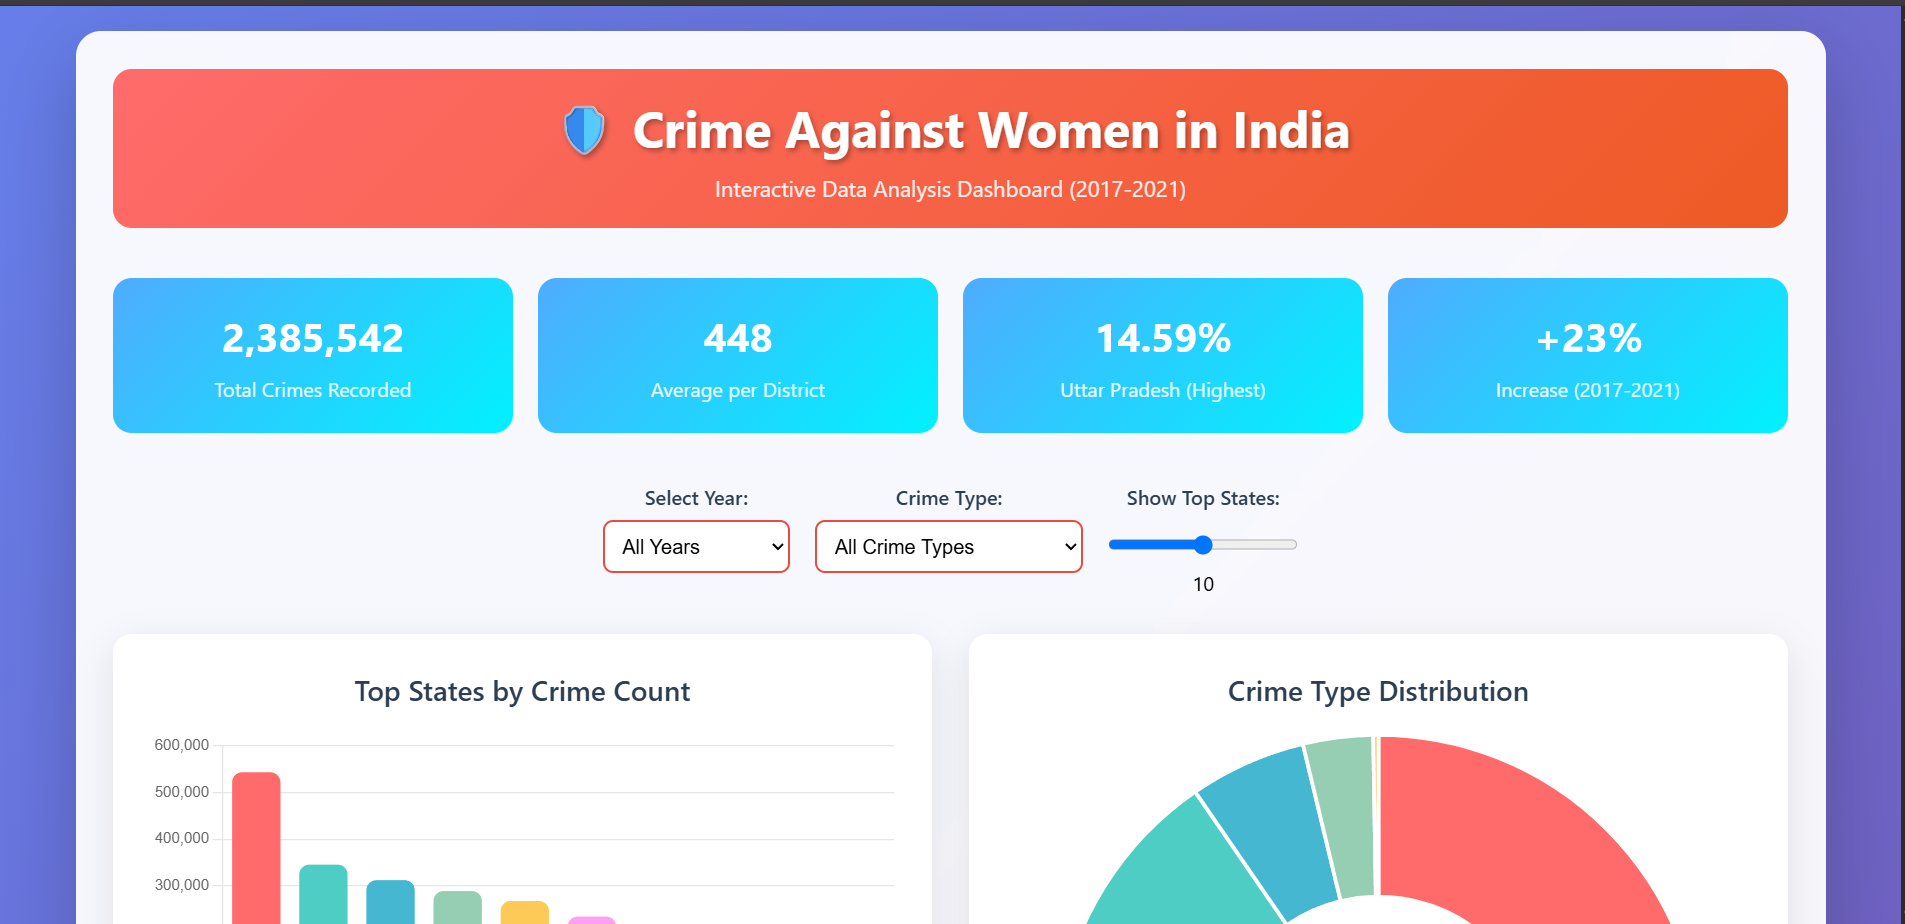 Crime Against Women in India
Interactive Data Analysis Dashboard (2017-2021)
2,385,542
Total Crimes Recorded
448
Average per District
14.59%
Uttar Pradesh (Highest)
+23%
Increase (2017-2021)
Select Year:
All Years
Crime Type:
All Crime Types
Show Top States:
10
Top States by Crime Count
600,000
500,000
400,000
300,000
Crime Type Distribution